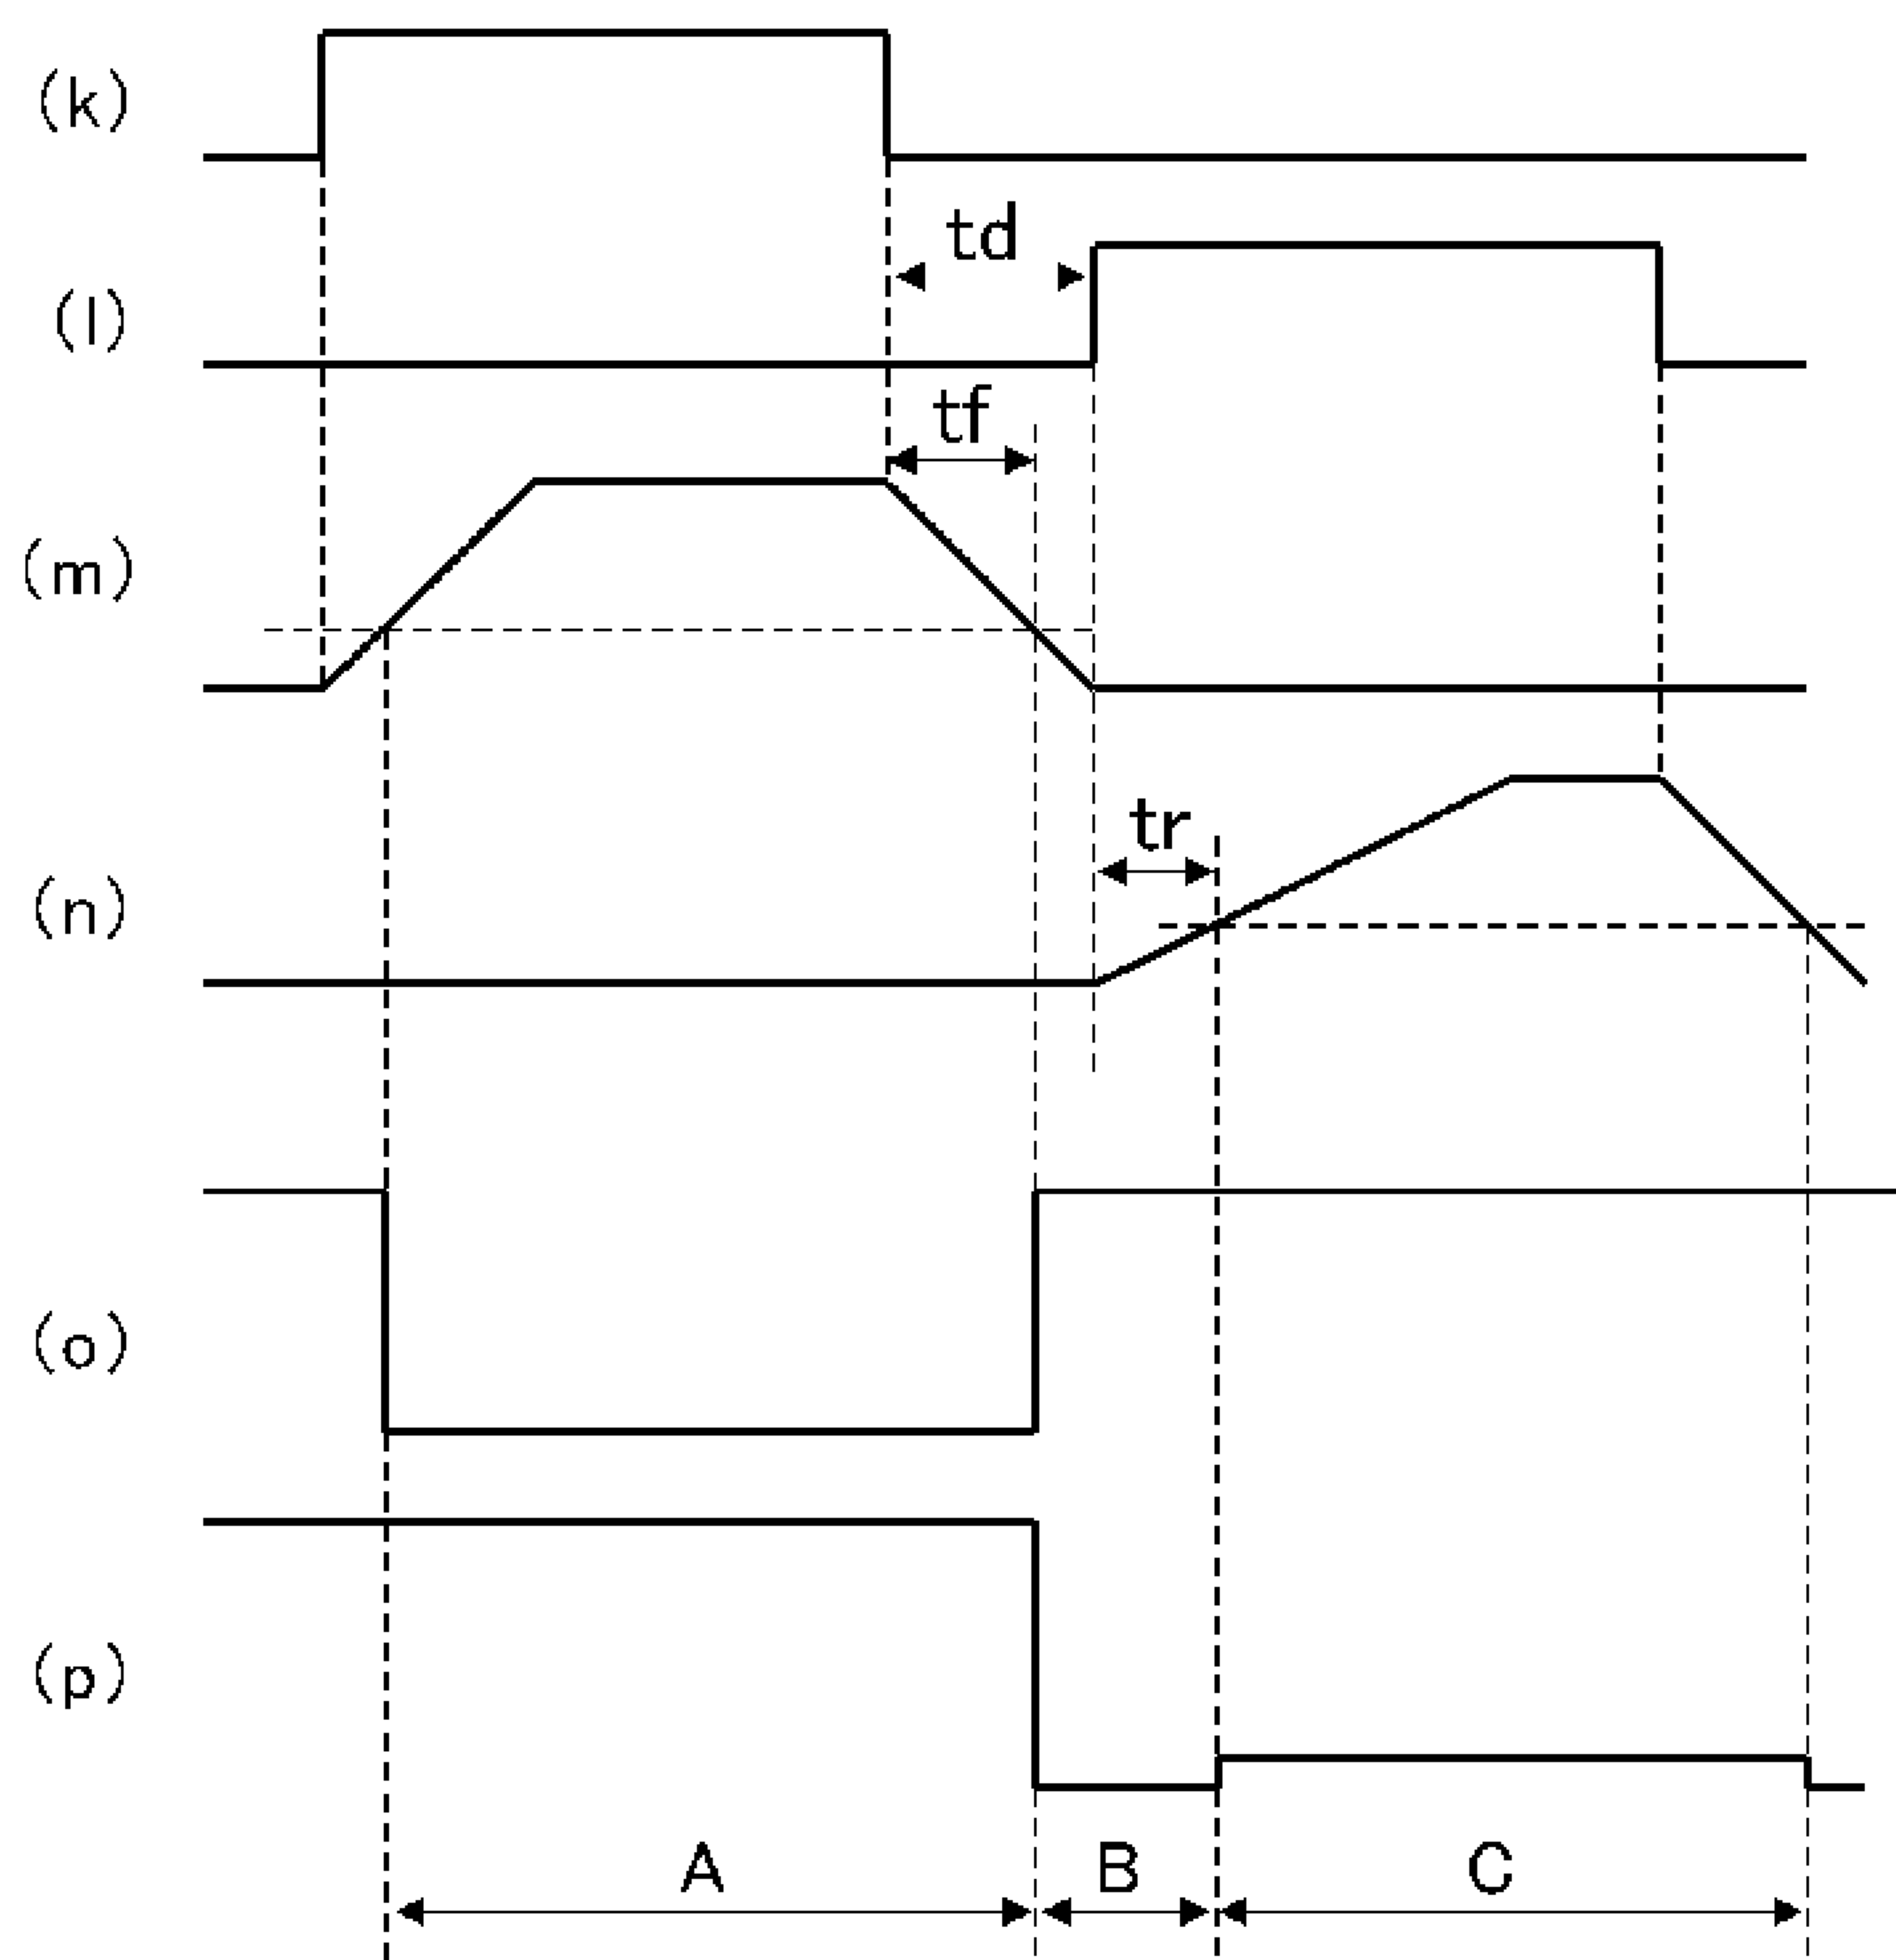 (k)
td
(l)
tf
(m)
tr
(n)
(o)
(p)
A B C